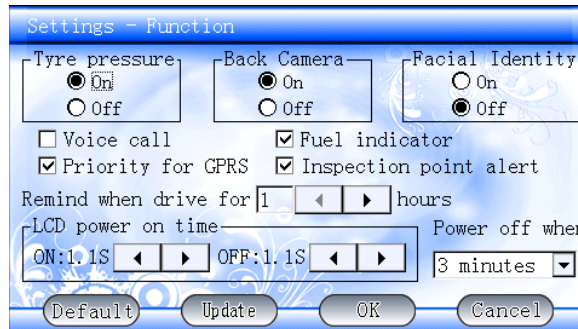 Settings - Function
Tyre pressure Back Camera Facial Identity
On On On
Off Off Off
Voice call Fuel indicator
Priority for GPRS Inspection point alert
Remind when drive for 1 hours
LCD power on time Power off when
ON:1.1S OFF:1.1S 3 minutes
Default Update OK Cancel